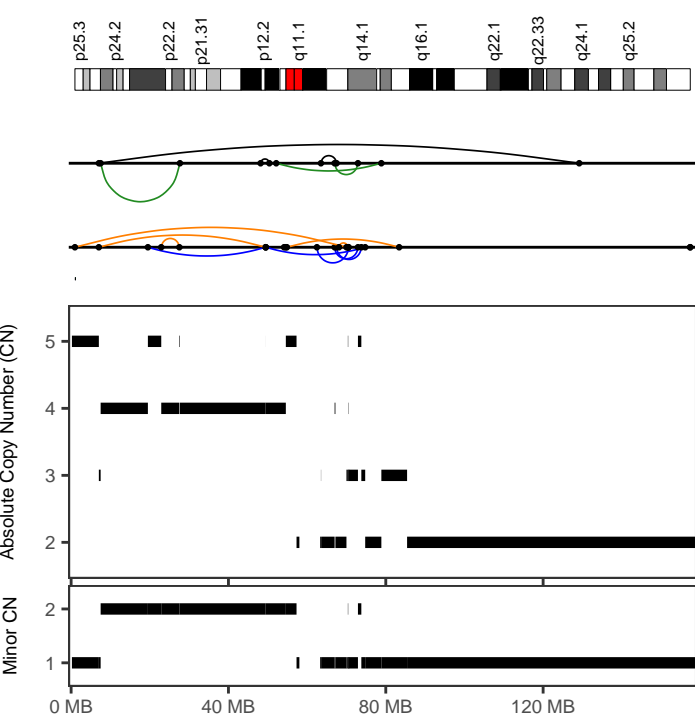 p25.3 p24.2 p22.2 p21.31 p12.2 q11.1 q14.1 q16.1 q22.1 q22.33 q24.1 q25.2
Absolute Copy Number (CN)
5
4
3
2
Minor CN
2
1
0 MB 40 MB 80 MB 120 MB